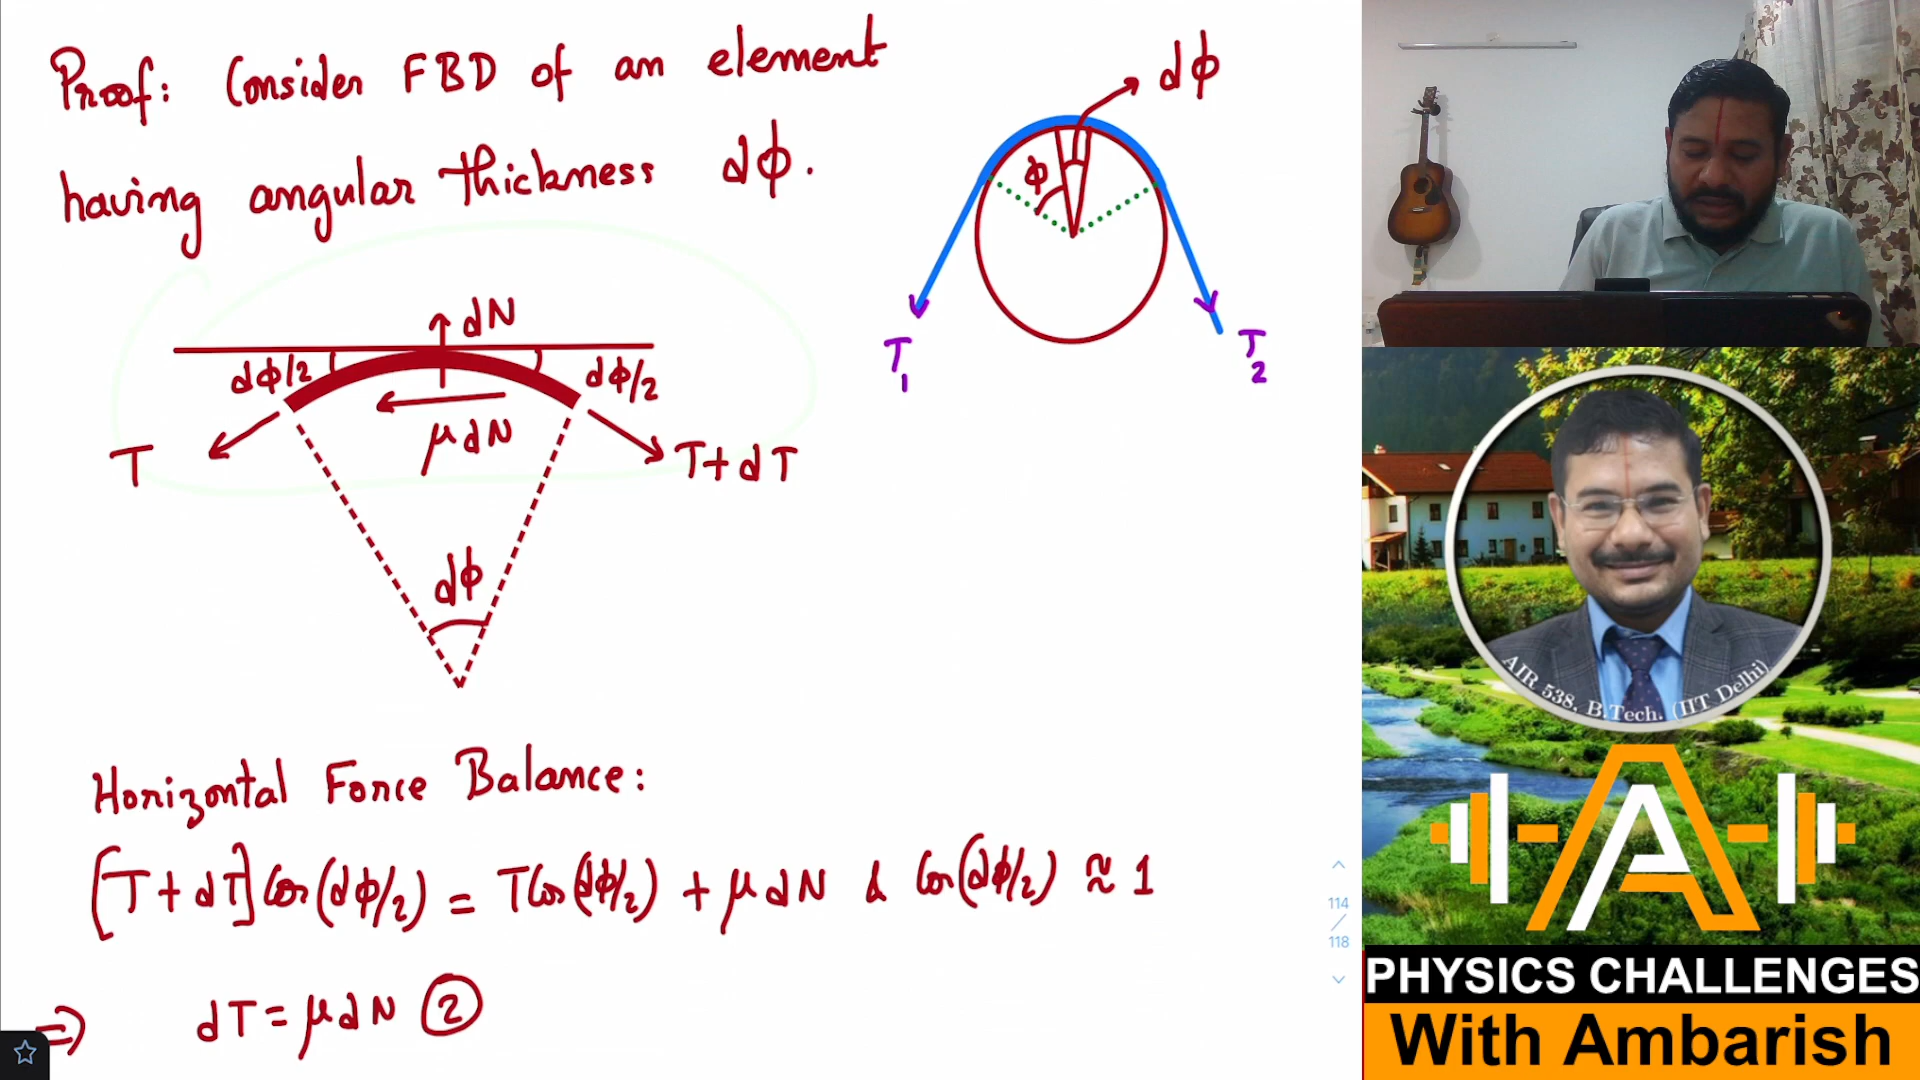 Proof: Consider FBD of an element
having angular thickness dϕ.
dϕ
ϕ
T₁
T₂
dN
dϕ/2
dϕ/2
μdN
T
T+dT
dϕ
Horizontal Force Balance:
[T+dT]Cos(dϕ/2) = TCos(dϕ/2) + μdN & Cos(dϕ/2) ≈ 1
⇒ dT = μdN ②
114
/
118
AIR 538, B.Tech. (IIT Delhi)
A
PHYSICS CHALLENGES
With Ambarish